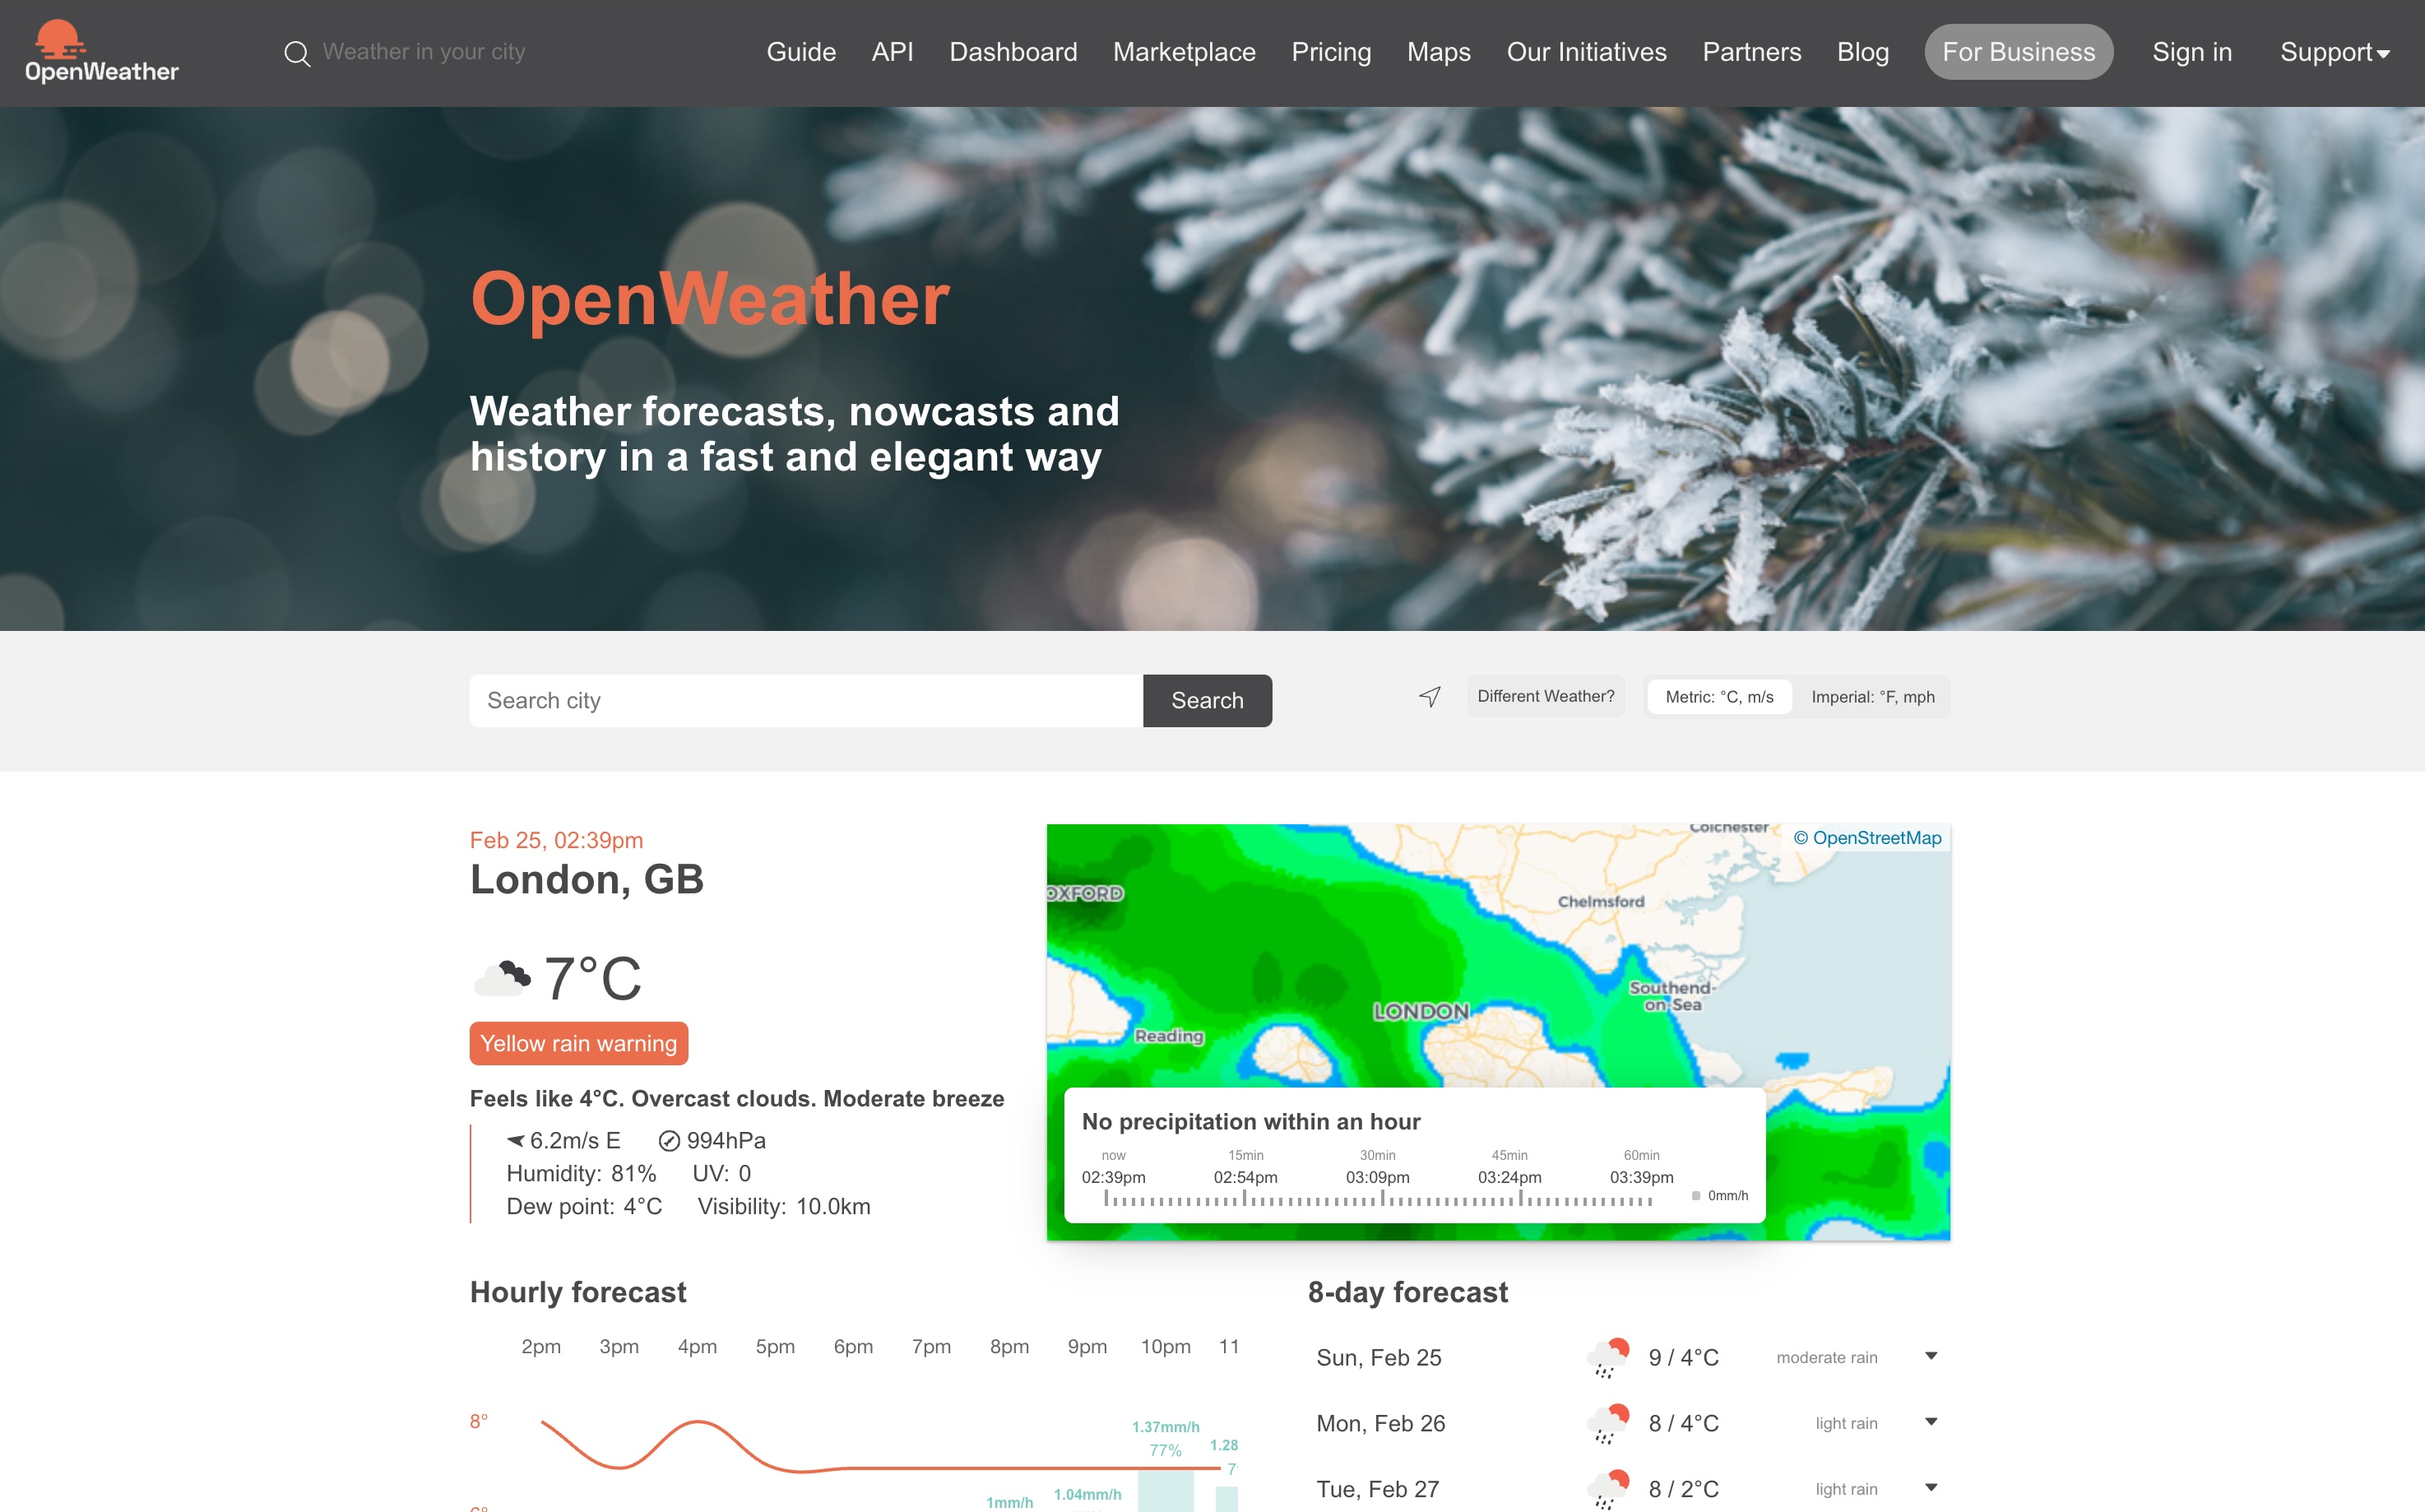 OpenWeather
Weather in your city
Guide API Dashboard Marketplace Pricing Maps Our Initiatives Partners Blog For Business Sign in Support
OpenWeather
Weather forecasts, nowcasts and
history in a fast and elegant way
Search city Search
Different Weather? Metric: °C, m/s Imperial: °F, mph
Feb 25, 02:39pm
London, GB
7°C
Yellow rain warning
Feels like 4°C. Overcast clouds. Moderate breeze
6.2m/s E 994hPa
Humidity: 81% UV: 0
Dew point: 4°C Visibility: 10.0km
Colchester
© OpenStreetMap
OXFORD
Chelmsford
Southend-
on-Sea
LONDON
Reading
No precipitation within an hour
now 15min 30min 45min 60min
02:39pm 02:54pm 03:09pm 03:24pm 03:39pm
0mm/h
Hourly forecast
2pm 3pm 4pm 5pm 6pm 7pm 8pm 9pm 10pm 11
8°
1.37mm/h
77%
1.28
7
1mm/h
1.04mm/h
8-day forecast
Sun, Feb 25 9 / 4°C moderate rain
Mon, Feb 26 8 / 4°C light rain
Tue, Feb 27 8 / 2°C light rain